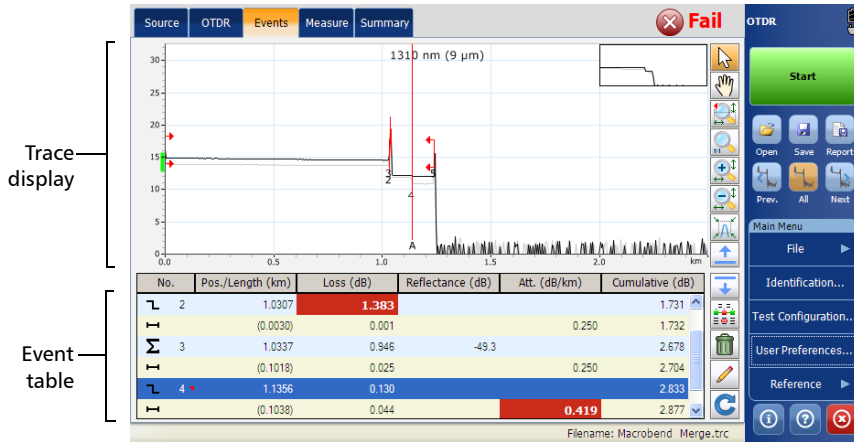 Source OTDR Events Measure Summary Fail OTDR
1310 nm (9 µm)
30
25
20
15
10
5
0
0.0 0.5 1.0 1.5 2.0 km
2 3 4 5
A
Trace
display
Start
Open Save Report
Prev. All Next
Main Menu
File
Identification...
Test Configuration...
User Preferences...
Reference
Event
table
No. Pos./Length (km) Loss (dB) Reflectance (dB) Att. (dB/km) Cumulative (dB)
2 1.0307 1.383 1.731
(0.0030) 0.001 0.250 1.732
Σ 3 1.0337 0.946 -49.3 2.678
(0.1018) 0.025 0.250 2.704
4 1.1356 0.130 2.833
(0.1038) 0.044 0.419 2.877
Filename: Macrobend Merge.trc